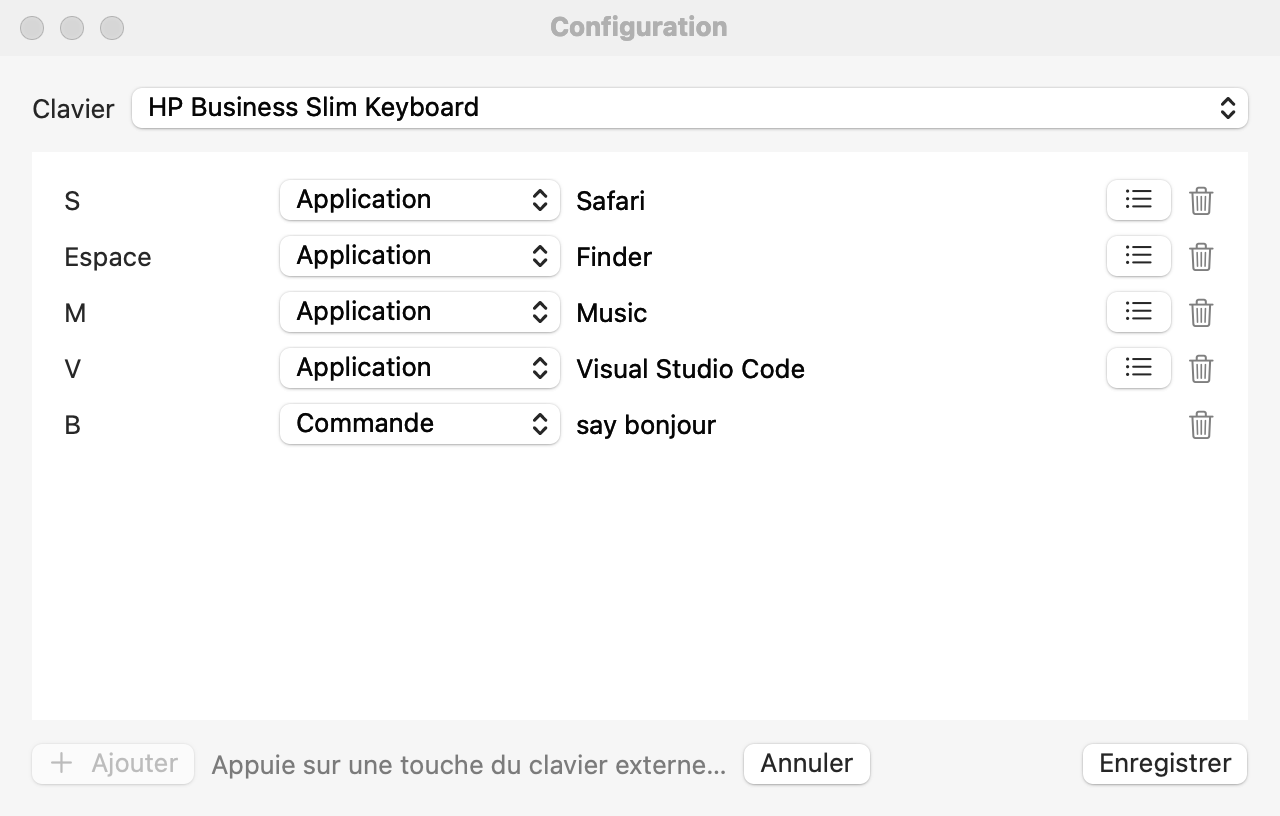 Configuration
Clavier HP Business Slim Keyboard
S Application Safari
Espace Application Finder
M Application Music
V Application Visual Studio Code
B Commande say bonjour
+ Ajouter Appuie sur une touche du clavier externe... Annuler Enregistrer